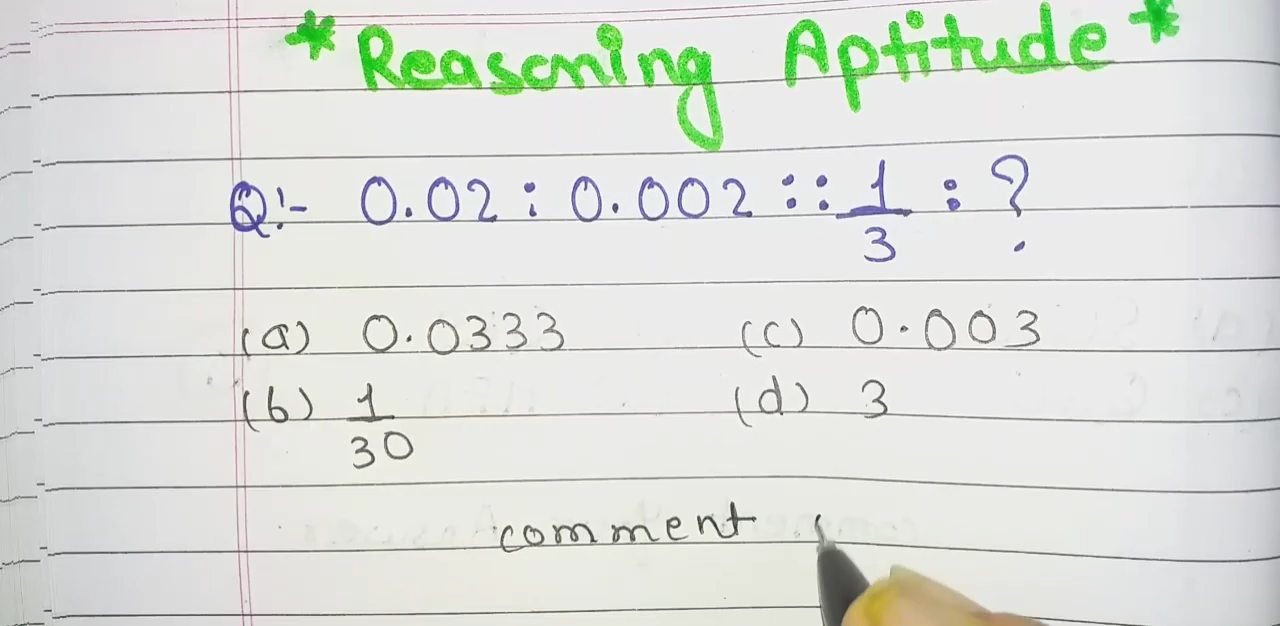 *Reasoning Aptitude*
Q:- 0.02 : 0.002 :: 1/3 : ?
(a) 0.0333 (c) 0.003
(b) 1/30 (d) 3
comment